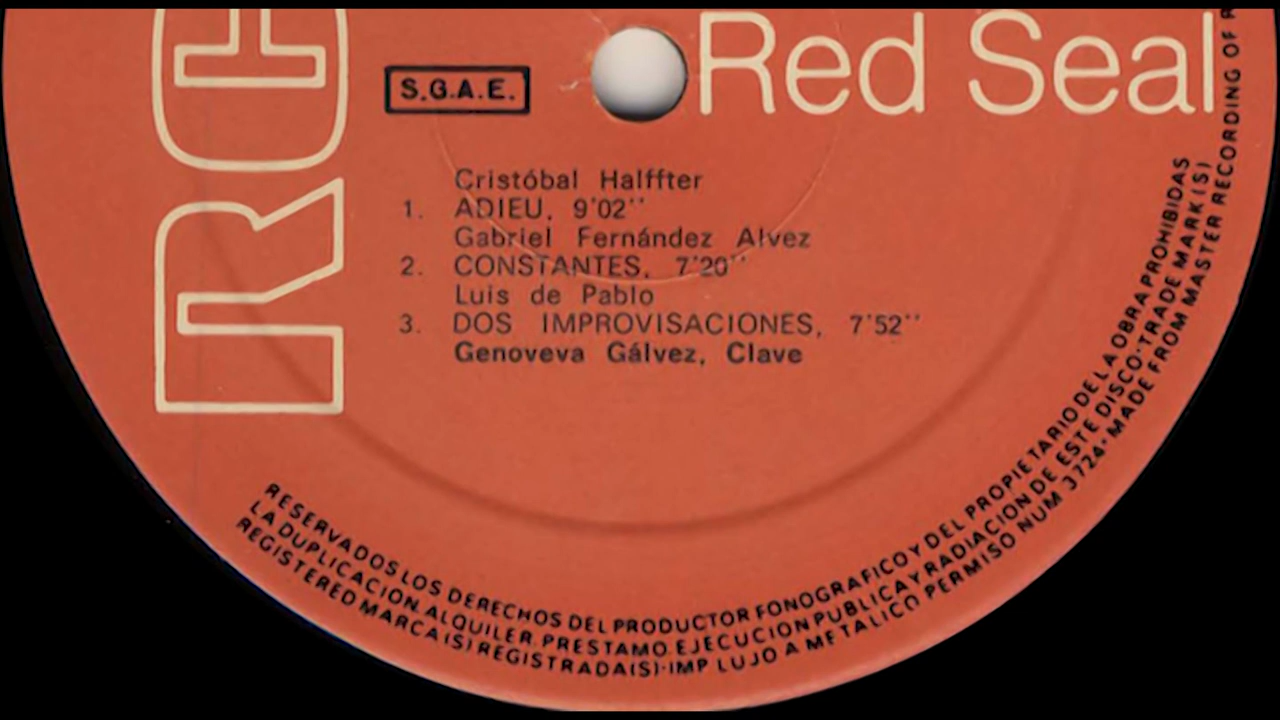 RC
Red Seal
S.G.A.E.
Cristóbal Halffter
1. ADIEU, 9'02''
Gabriel Fernández Alvez
2. CONSTANTES, 7'20''
Luis de Pablo
3. DOS IMPROVISACIONES, 7'52''
Genoveva Gálvez, Clave
RESERVADOS LOS DERECHOS DEL PRODUCTOR FONOGRAFICO Y DEL PROPIETARIO DE LA OBRA PROHIBIDAS
LA DUPLICACION. ALQUILER. PRESTAMO. EJECUCION PUBLICA Y RADIACION DE ESTE DISCO·TRADE MARK(S)
REGISTERED MARCA(S) REGISTRADA(S)·IMP LUJO A METALICO PERMISO NUM 3724·MADE FROM MASTER RECORDING OF